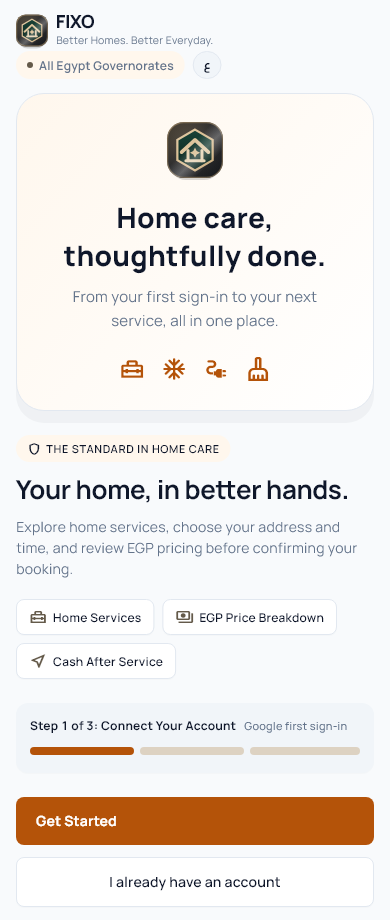 FIXO
Better Homes. Better Everyday.
All Egypt Governorates
ع
Home care,
thoughtfully done.
From your first sign-in to your next
service, all in one place.
THE STANDARD IN HOME CARE
Your home, in better hands.
Explore home services, choose your address and
time, and review EGP pricing before confirming your
booking.
Home Services
EGP Price Breakdown
Cash After Service
Step 1 of 3: Connect Your Account Google first sign-in
Get Started
I already have an account